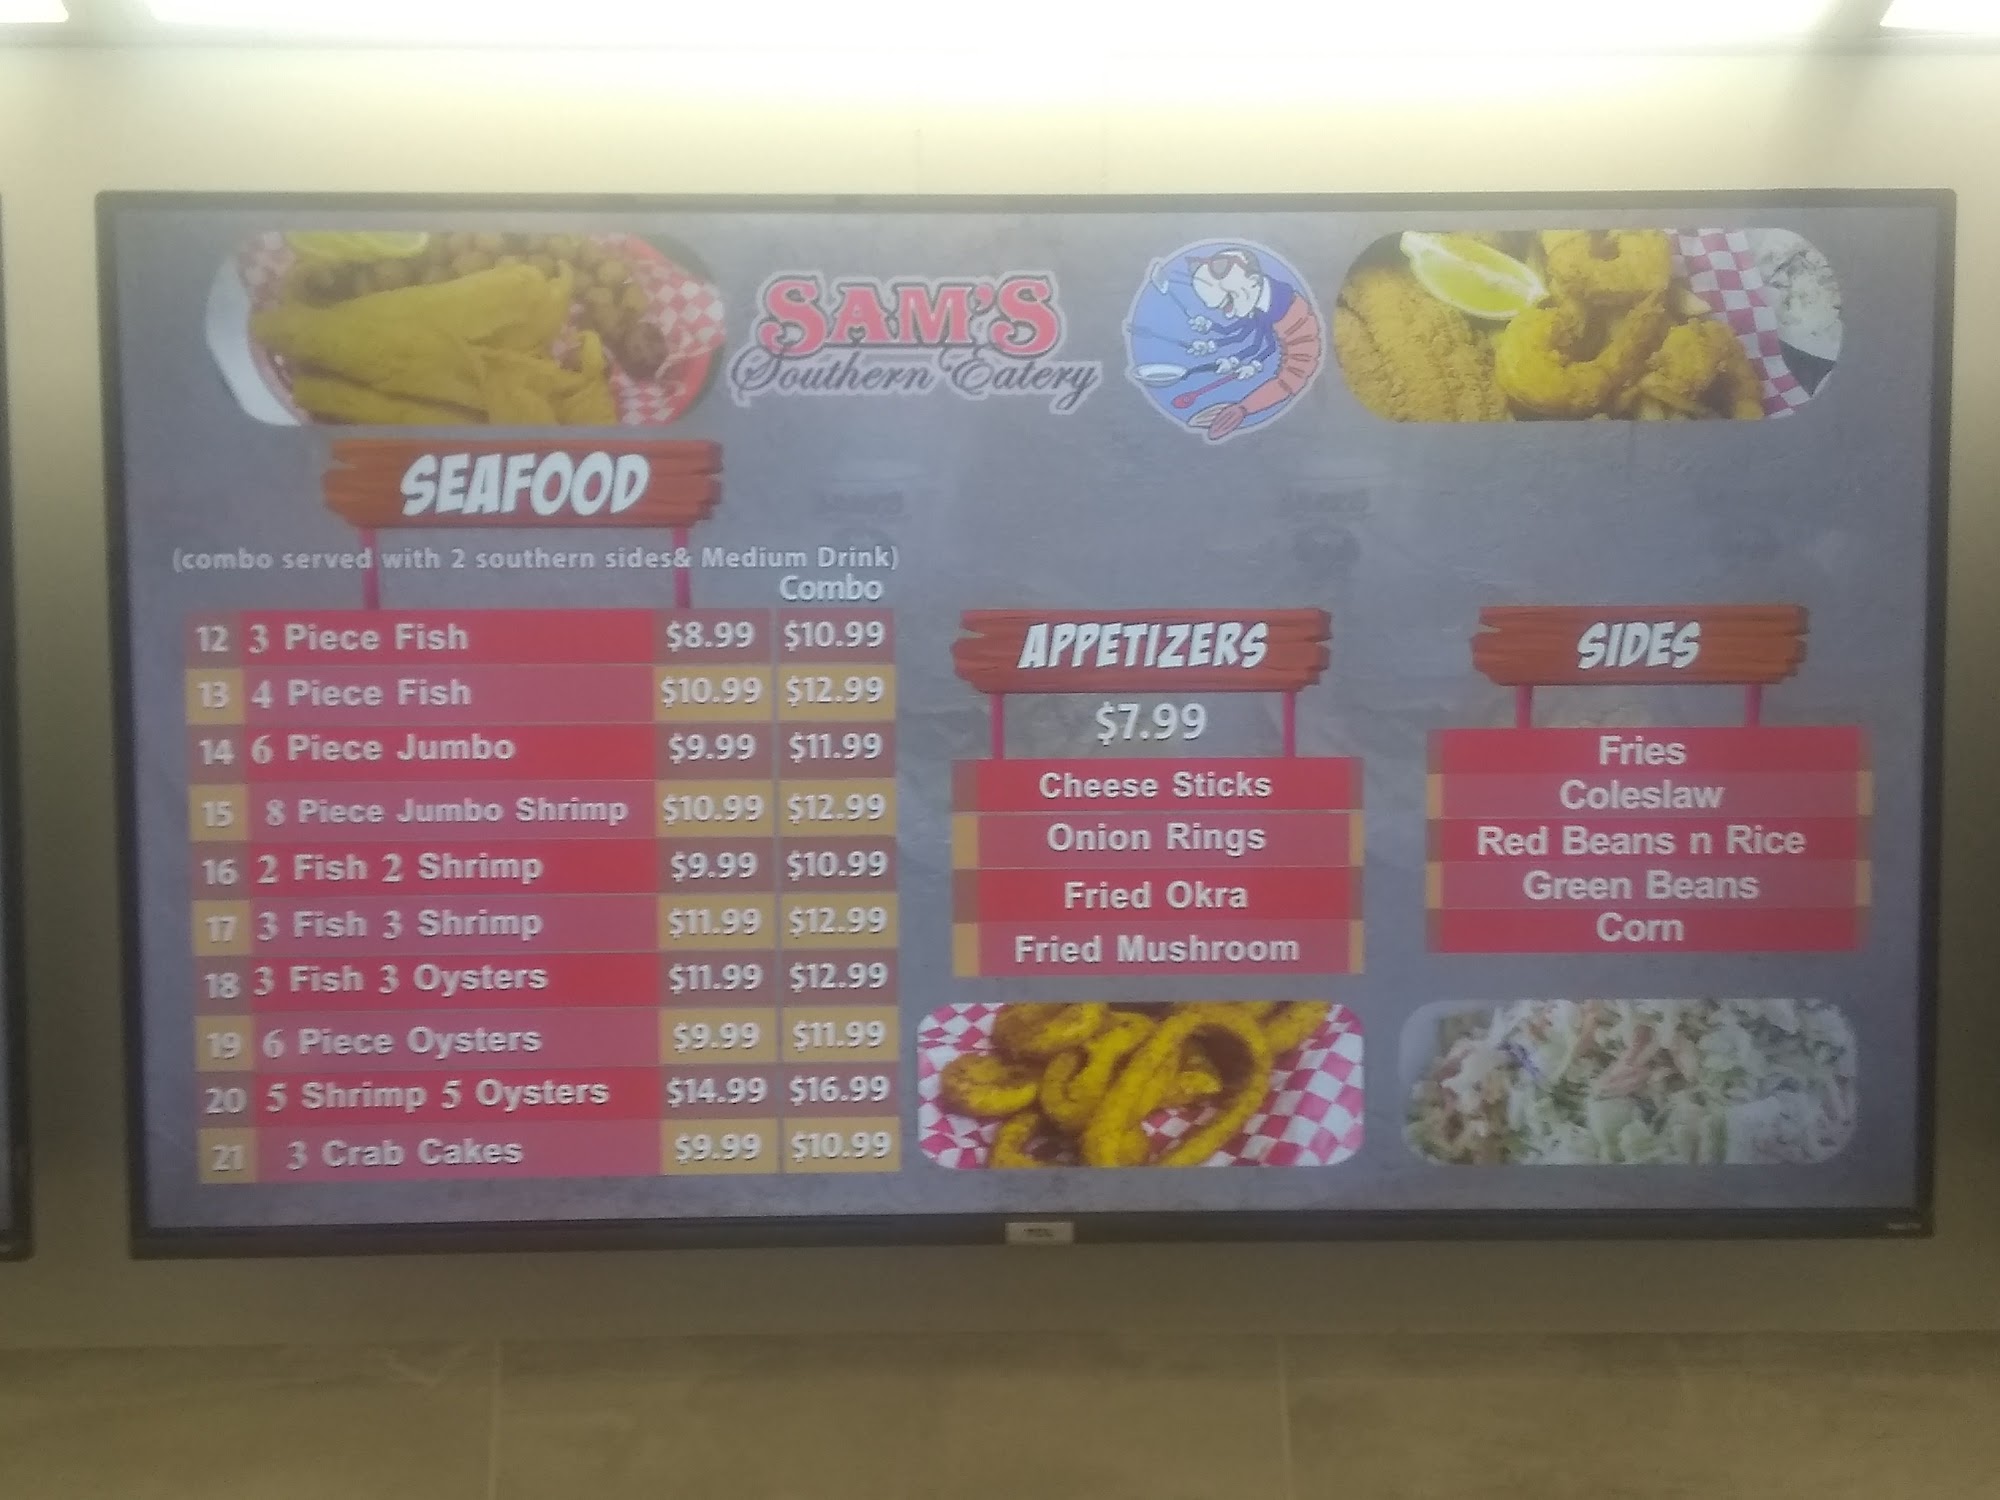 SAM'S
Southern Eatery
SEAFOOD
(combo served with 2 southern sides& Medium Drink)
Combo
12 3 Piece Fish $8.99 $10.99
13 4 Piece Fish $10.99 $12.99
14 6 Piece Jumbo $9.99 $11.99
15 8 Piece Jumbo Shrimp $10.99 $12.99
16 2 Fish 2 Shrimp $9.99 $10.99
17 3 Fish 3 Shrimp $11.99 $12.99
18 3 Fish 3 Oysters $11.99 $12.99
19 6 Piece Oysters $9.99 $11.99
20 5 Shrimp 5 Oysters $14.99 $16.99
21 3 Crab Cakes $9.99 $10.99
APPETIZERS
$7.99
Cheese Sticks
Onion Rings
Fried Okra
Fried Mushroom
SIDES
Fries
Coleslaw
Red Beans n Rice
Green Beans
Corn
TCL